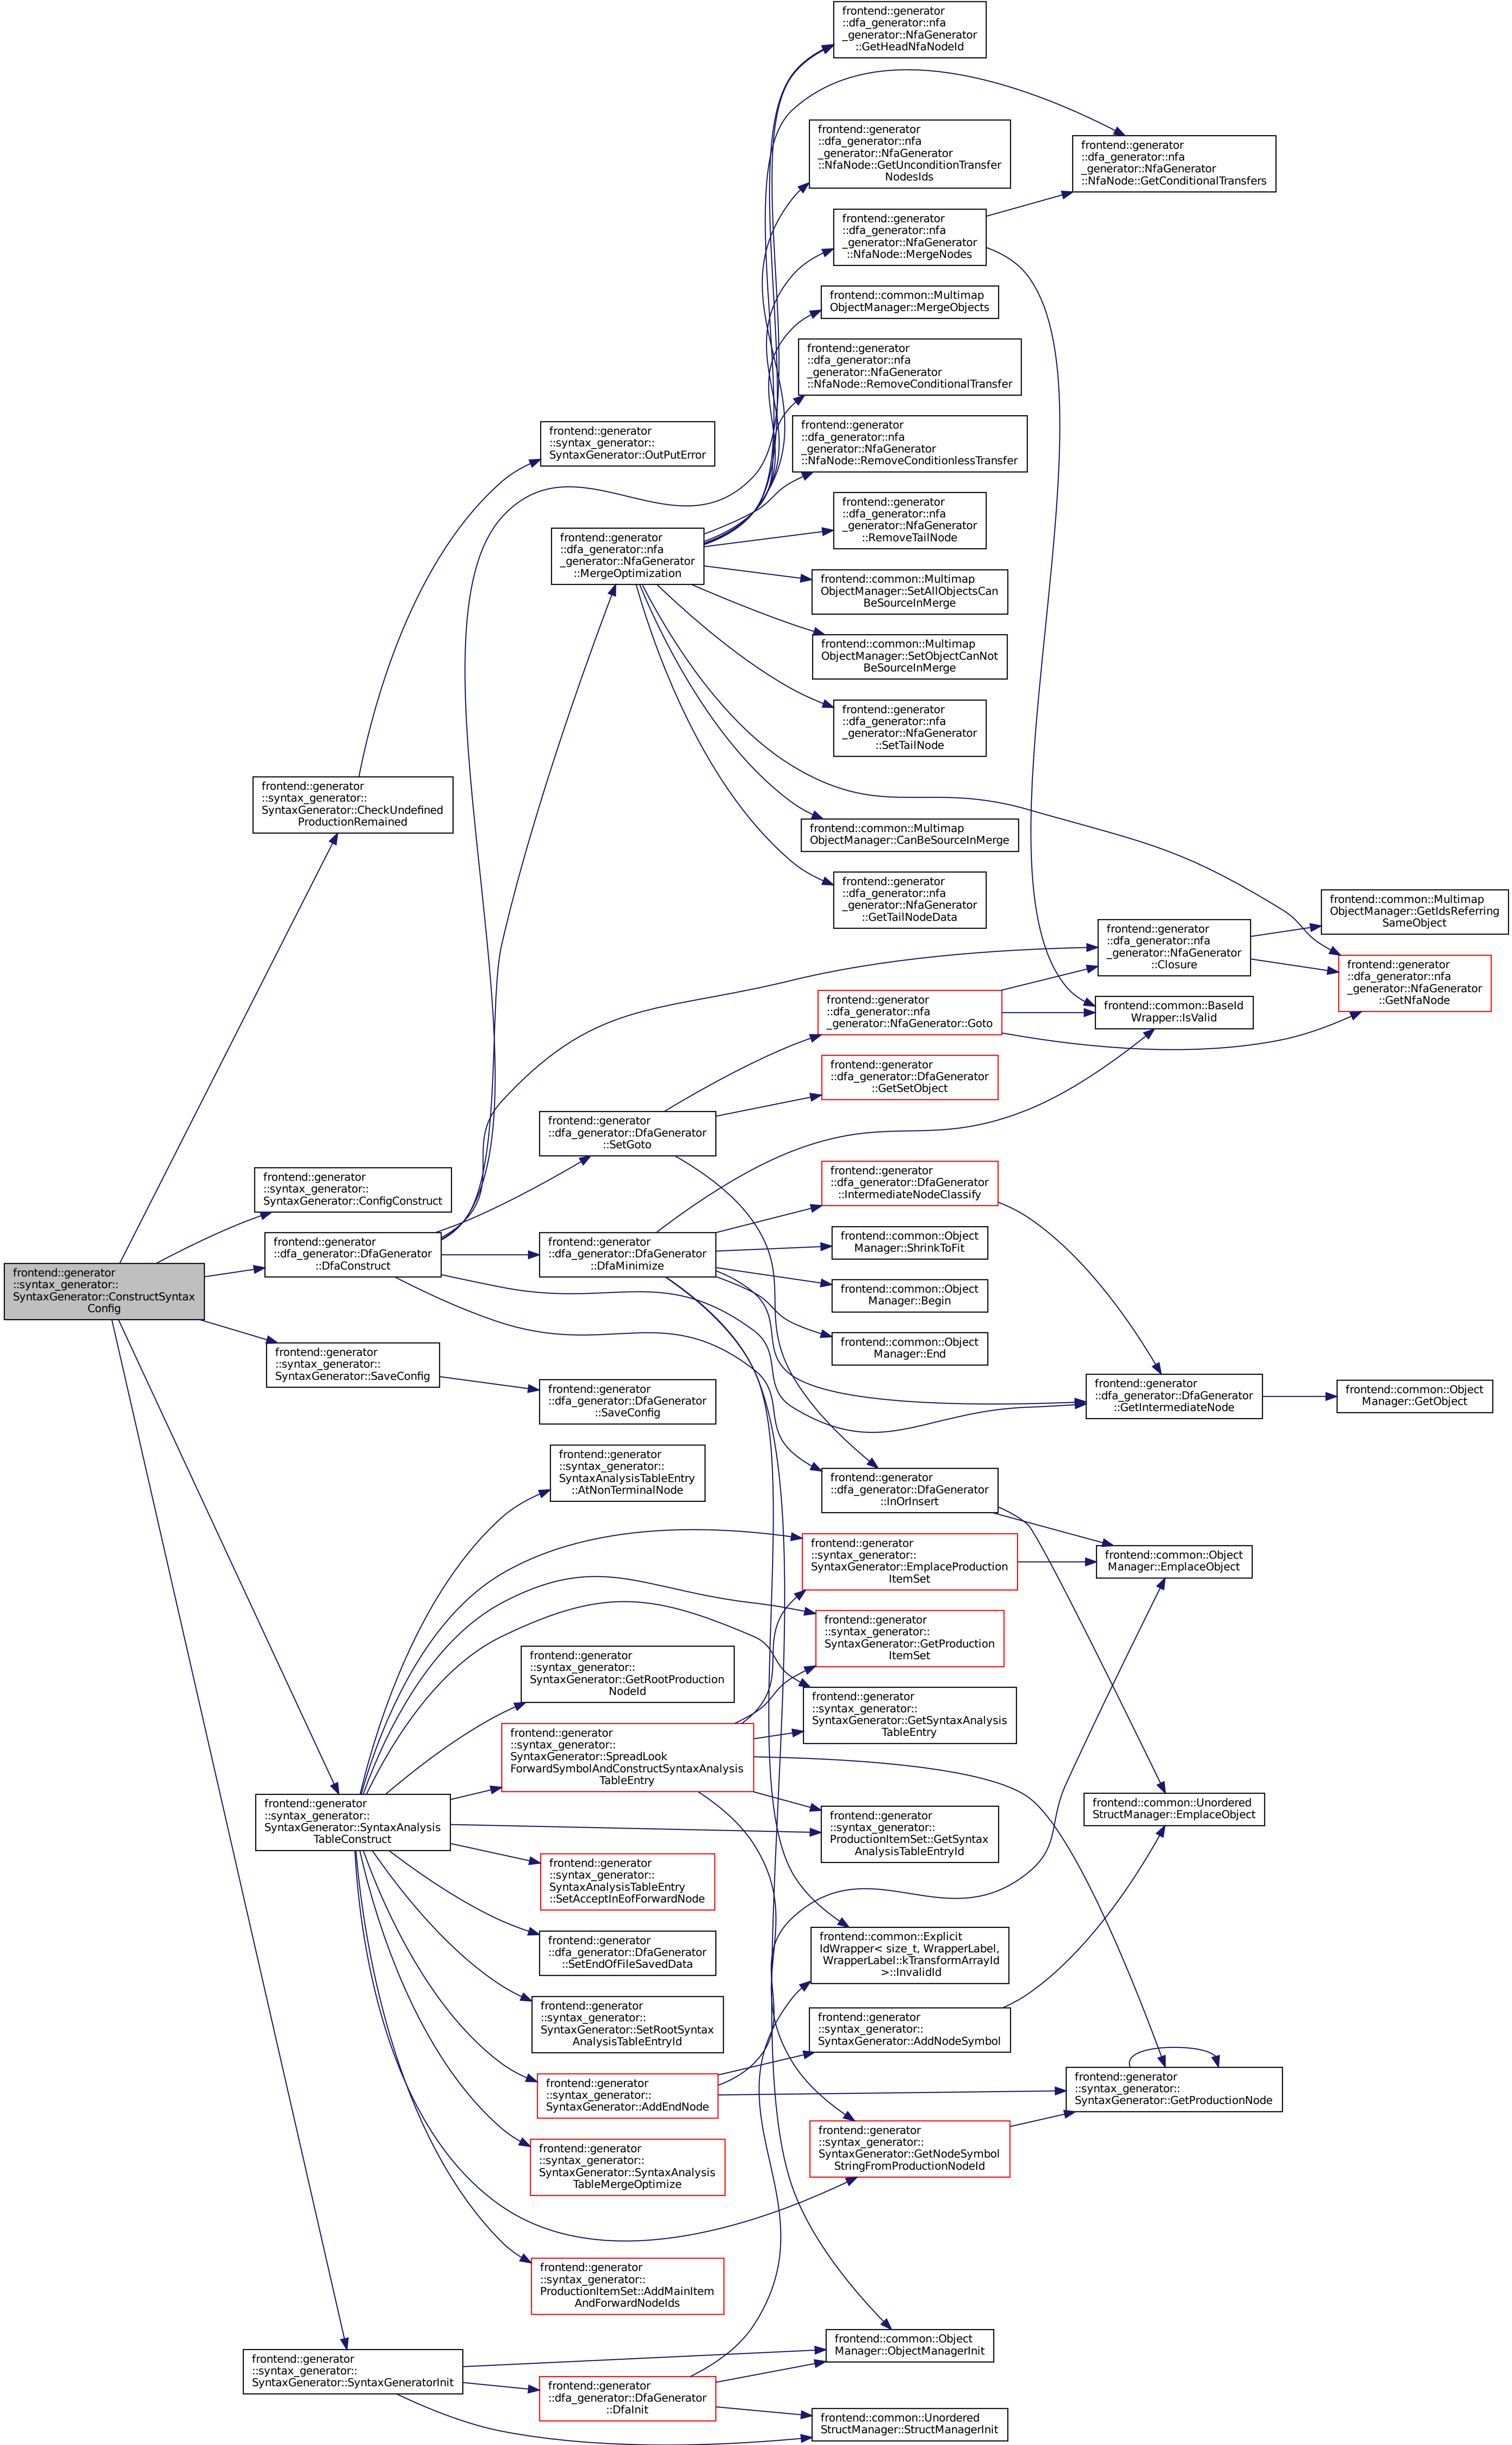 frontend::generator
::dfa_generator::nfa
_generator::NfaGenerator
::GetHeadNfaNodeId
frontend::generator
::dfa_generator::nfa
_generator::NfaGenerator
::NfaNode::GetUnconditionTransfer
NodesIds
frontend::generator
::dfa_generator::nfa
_generator::NfaGenerator
::NfaNode::GetConditionalTransfers
frontend::generator
::dfa_generator::nfa
_generator::NfaGenerator
::NfaNode::MergeNodes
frontend::common::Multimap
ObjectManager::MergeObjects
frontend::generator
::dfa_generator::nfa
_generator::NfaGenerator
::NfaNode::RemoveConditionalTransfer
frontend::generator
::syntax_generator::
SyntaxGenerator::OutPutError
frontend::generator
::dfa_generator::nfa
_generator::NfaGenerator
::NfaNode::RemoveConditionlessTransfer
frontend::generator
::dfa_generator::nfa
_generator::NfaGenerator
::RemoveTailNode
frontend::generator
::dfa_generator::nfa
_generator::NfaGenerator
::MergeOptimization
frontend::common::Multimap
ObjectManager::SetAllObjectsCan
BeSourceInMerge
frontend::common::Multimap
ObjectManager::SetObjectCanNot
BeSourceInMerge
frontend::generator
::dfa_generator::nfa
_generator::NfaGenerator
::SetTailNode
frontend::generator
::syntax_generator::
SyntaxGenerator::CheckUndefined
ProductionRemained
frontend::common::Multimap
ObjectManager::CanBeSourceInMerge
frontend::generator
::dfa_generator::nfa
_generator::NfaGenerator
::GetTailNodeData
frontend::common::Multimap
ObjectManager::GetIdsReferring
SameObject
frontend::generator
::dfa_generator::nfa
_generator::NfaGenerator
::Closure
frontend::generator
::dfa_generator::nfa
_generator::NfaGenerator
::GetNfaNode
frontend::generator
::dfa_generator::nfa
_generator::NfaGenerator::Goto
frontend::common::BaseId
Wrapper::IsValid
frontend::generator
::dfa_generator::DfaGenerator
::GetSetObject
frontend::generator
::dfa_generator::DfaGenerator
::SetGoto
frontend::generator
::syntax_generator::
SyntaxGenerator::ConfigConstruct
frontend::generator
::dfa_generator::DfaGenerator
::IntermediateNodeClassify
frontend::generator
::dfa_generator::DfaGenerator
::DfaConstruct
frontend::generator
::dfa_generator::DfaGenerator
::DfaMinimize
frontend::common::Object
Manager::ShrinkToFit
frontend::generator
::syntax_generator::
SyntaxGenerator::ConstructSyntax
Config
frontend::common::Object
Manager::Begin
frontend::common::Object
Manager::End
frontend::generator
::syntax_generator::
SyntaxGenerator::SaveConfig
frontend::generator
::dfa_generator::DfaGenerator
::SaveConfig
frontend::generator
::dfa_generator::DfaGenerator
::GetIntermediateNode
frontend::common::Object
Manager::GetObject
frontend::generator
::syntax_generator::
SyntaxAnalysisTableEntry
::AtNonTerminalNode
frontend::generator
::dfa_generator::DfaGenerator
::InOrInsert
frontend::generator
::syntax_generator::
SyntaxGenerator::EmplaceProduction
ItemSet
frontend::common::Object
Manager::EmplaceObject
frontend::generator
::syntax_generator::
SyntaxGenerator::GetProduction
ItemSet
frontend::generator
::syntax_generator::
SyntaxGenerator::GetRootProduction
NodeId
frontend::generator
::syntax_generator::
SyntaxGenerator::GetSyntaxAnalysis
TableEntry
frontend::generator
::syntax_generator::
SyntaxGenerator::SpreadLook
ForwardSymbolAndConstructSyntaxAnalysis
TableEntry
frontend::generator
::syntax_generator::
SyntaxGenerator::SyntaxAnalysis
TableConstruct
frontend::generator
::syntax_generator::
ProductionItemSet::GetSyntax
AnalysisTableEntryId
frontend::common::Unordered
StructManager::EmplaceObject
frontend::generator
::syntax_generator::
SyntaxAnalysisTableEntry
::SetAcceptInEofForwardNode
frontend::generator
::dfa_generator::DfaGenerator
::SetEndOfFileSavedData
frontend::common::Explicit
IdWrapper< size_t, WrapperLabel,
WrapperLabel::kTransformArrayId
>::InvalidId
frontend::generator
::syntax_generator::
SyntaxGenerator::SetRootSyntax
AnalysisTableEntryId
frontend::generator
::syntax_generator::
SyntaxGenerator::AddNodeSymbol
frontend::generator
::syntax_generator::
SyntaxGenerator::AddEndNode
frontend::generator
::syntax_generator::
SyntaxGenerator::GetProductionNode
frontend::generator
::syntax_generator::
SyntaxGenerator::GetNodeSymbol
StringFromProductionNodeId
frontend::generator
::syntax_generator::
SyntaxGenerator::SyntaxAnalysis
TableMergeOptimize
frontend::generator
::syntax_generator::
ProductionItemSet::AddMainItem
AndForwardNodeIds
frontend::generator
::syntax_generator::
SyntaxGenerator::SyntaxGeneratorInit
frontend::common::Object
Manager::ObjectManagerInit
frontend::generator
::dfa_generator::DfaGenerator
::DfaInit
frontend::common::Unordered
StructManager::StructManagerInit